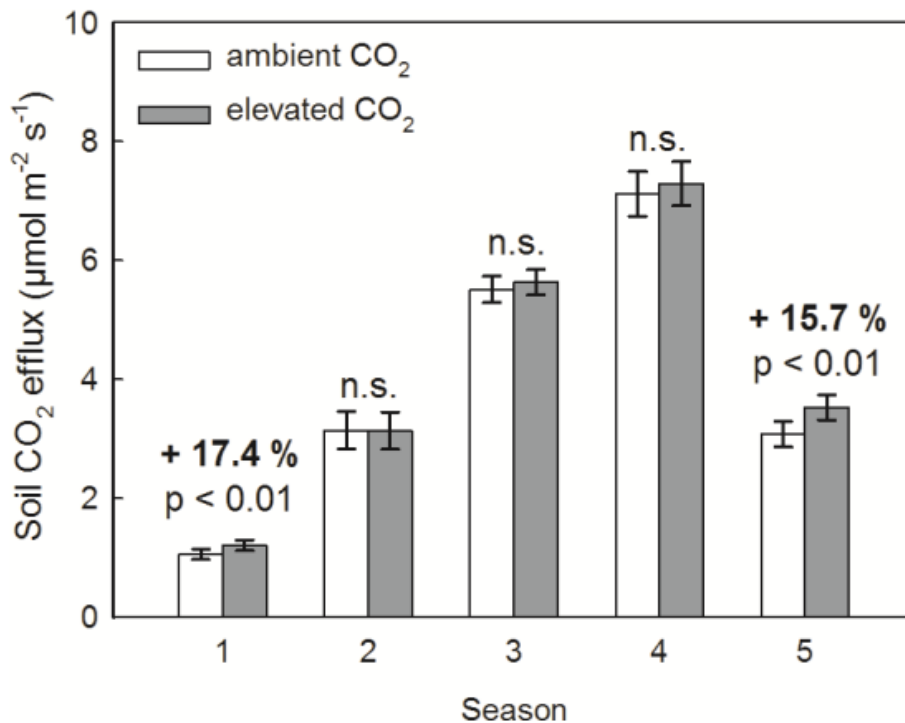 Soil CO₂ efflux (µmol m⁻² s⁻¹)
10
8
6
4
2
0
ambient CO₂
elevated CO₂
+ 17.4 %
p < 0.01
n.s.
n.s.
n.s.
+ 15.7 %
p < 0.01
1 2 3 4 5
Season